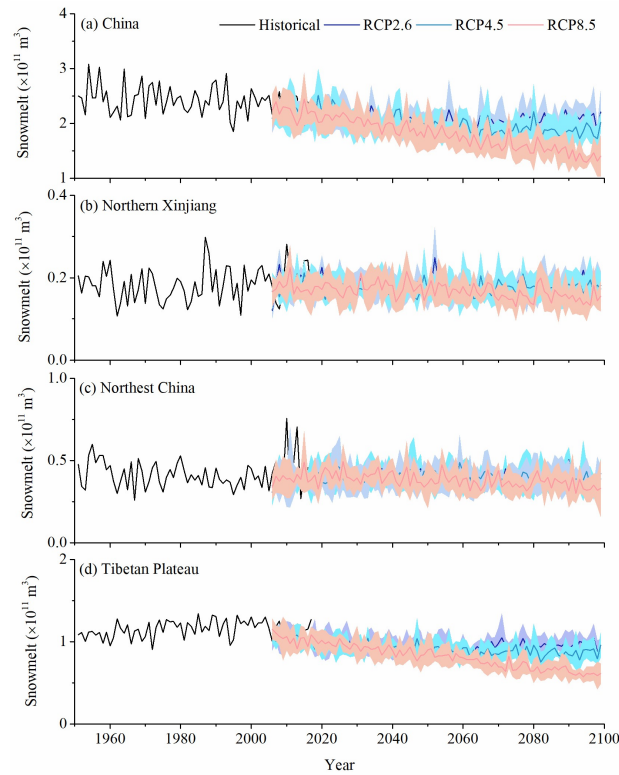 (a) China
Historical RCP2.6 RCP4.5 RCP8.5
Snowmelt (×10¹¹ m³)
4
3
2
1
(b) Northern Xinjiang
Snowmelt (×10¹¹ m³)
0.4
0.2
0.0
(c) Northest China
Snowmelt (×10¹¹ m³)
1.0
0.5
0.0
(d) Tibetan Plateau
Snowmelt (×10¹¹ m³)
2
1
0
1960 1980 2000 2020 2040 2060 2080 2100
Year